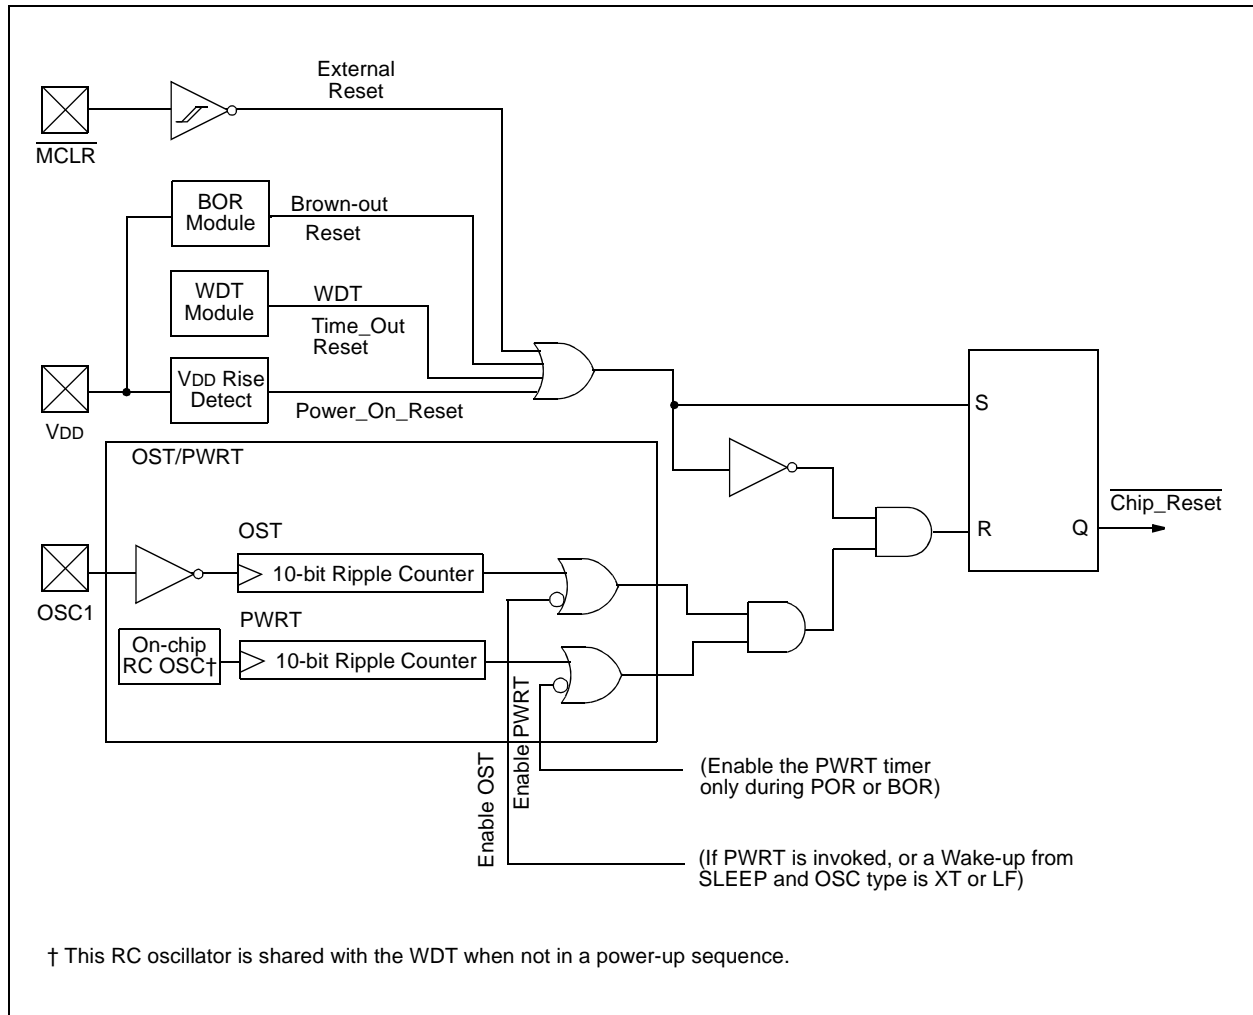 External
Reset
MCLR
BOR
Module
Brown-out
Reset
WDT
Module
WDT
Time_Out
Reset
VDD Rise
Detect
Power_On_Reset
VDD
S
R
Q
Chip_Reset
OST/PWRT
OST
10-bit Ripple Counter
OSC1
PWRT
On-chip
RC OSC†
10-bit Ripple Counter
Enable OST
Enable PWRT
(Enable the PWRT timer
only during POR or BOR)
(If PWRT is invoked, or a Wake-up from
SLEEP and OSC type is XT or LF)
† This RC oscillator is shared with the WDT when not in a power-up sequence.